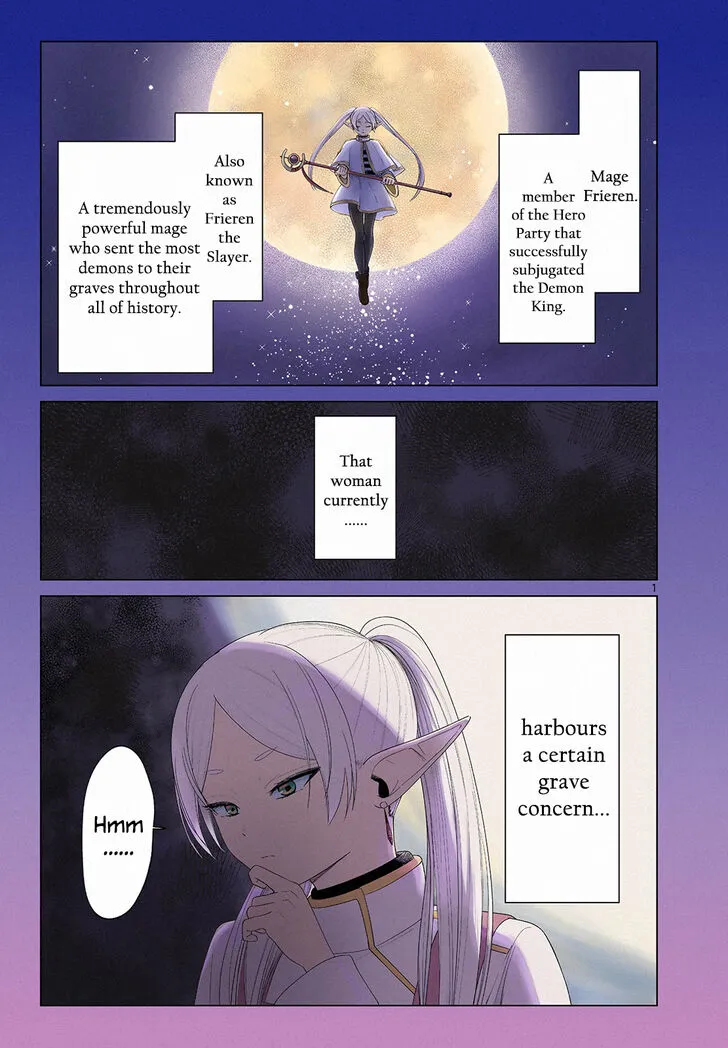 Mage
Frieren.
A
member
of the Hero
Party that
successfully
subjugated
the Demon
King.
Also
known
as
Frieren
the
Slayer.
A tremendously
powerful mage
who sent the most
demons to their
graves throughout
all of history.
That
woman
currently
......
1
harbours
a certain
grave
concern...
Hmm
......